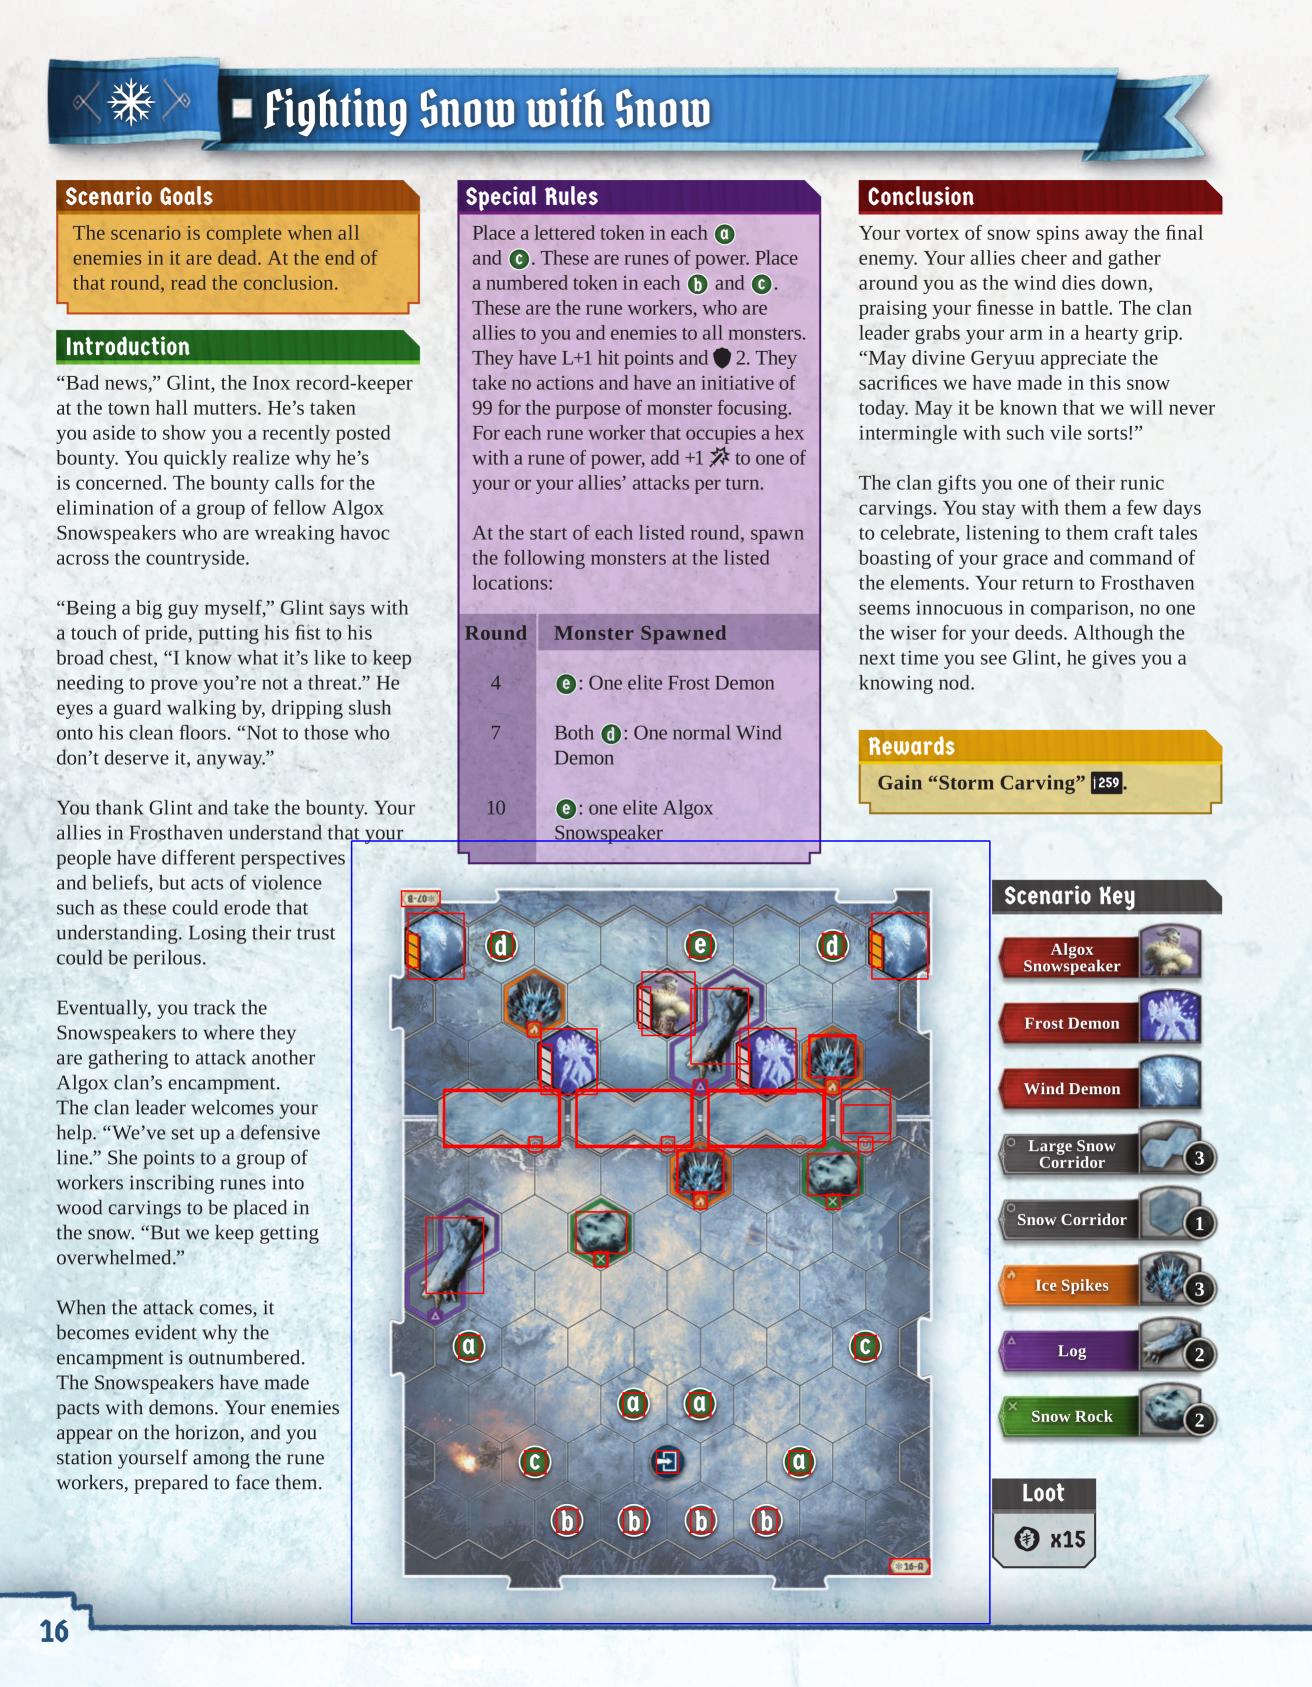 Fighting Snow with Snow
Scenario Goals
The scenario is complete when all
enemies in it are dead. At the end of
that round, read the conclusion.
Introduction
“Bad news,” Glint, the Inox record-keeper
at the town hall mutters. He’s taken
you aside to show you a recently posted
bounty. You quickly realize why he’s
is concerned. The bounty calls for the
elimination of a group of fellow Algox
Snowspeakers who are wreaking havoc
across the countryside.
“Being a big guy myself,” Glint says with
a touch of pride, putting his fist to his
broad chest, “I know what it’s like to keep
needing to prove you’re not a threat.” He
eyes a guard walking by, dripping slush
onto his clean floors. “Not to those who
don’t deserve it, anyway.”
You thank Glint and take the bounty. Your
allies in Frosthaven understand that your
people have different perspectives
and beliefs, but acts of violence
such as these could erode that
understanding. Losing their trust
could be perilous.
Eventually, you track the
Snowspeakers to where they
are gathering to attack another
Algox clan’s encampment.
The clan leader welcomes your
help. “We’ve set up a defensive
line.” She points to a group of
workers inscribing runes into
wood carvings to be placed in
the snow. “But we keep getting
overwhelmed.”
When the attack comes, it
becomes evident why the
encampment is outnumbered.
The Snowspeakers have made
pacts with demons. Your enemies
appear on the horizon, and you
station yourself among the rune
workers, prepared to face them.
Special Rules
Place a lettered token in each a
and c. These are runes of power. Place
a numbered token in each b and c.
These are the rune workers, who are
allies to you and enemies to all monsters.
They have L+1 hit points and 2. They
take no actions and have an initiative of
99 for the purpose of monster focusing.
For each rune worker that occupies a hex
with a rune of power, add +1 to one of
your or your allies’ attacks per turn.
At the start of each listed round, spawn
the following monsters at the listed
locations:
Round Monster Spawned
4 e: One elite Frost Demon
7 Both d: One normal Wind
Demon
10 e: one elite Algox
Snowspeaker
Conclusion
Your vortex of snow spins away the final
enemy. Your allies cheer and gather
around you as the wind dies down,
praising your finesse in battle. The clan
leader grabs your arm in a hearty grip.
“May divine Geryuu appreciate the
sacrifices we have made in this snow
today. May it be known that we will never
intermingle with such vile sorts!”
The clan gifts you one of their runic
carvings. You stay with them a few days
to celebrate, listening to them craft tales
boasting of your grace and command of
the elements. Your return to Frosthaven
seems innocuous in comparison, no one
the wiser for your deeds. Although the
next time you see Glint, he gives you a
knowing nod.
Rewards
Gain “Storm Carving” 259.
07-B
d e d
a c
a a
c a
b b b b
16-A
Scenario Key
Algox
Snowspeaker
Frost Demon
Wind Demon
Large Snow
Corridor
3
Snow Corridor 1
Ice Spikes 3
Log 2
Snow Rock 2
Loot
x15
16